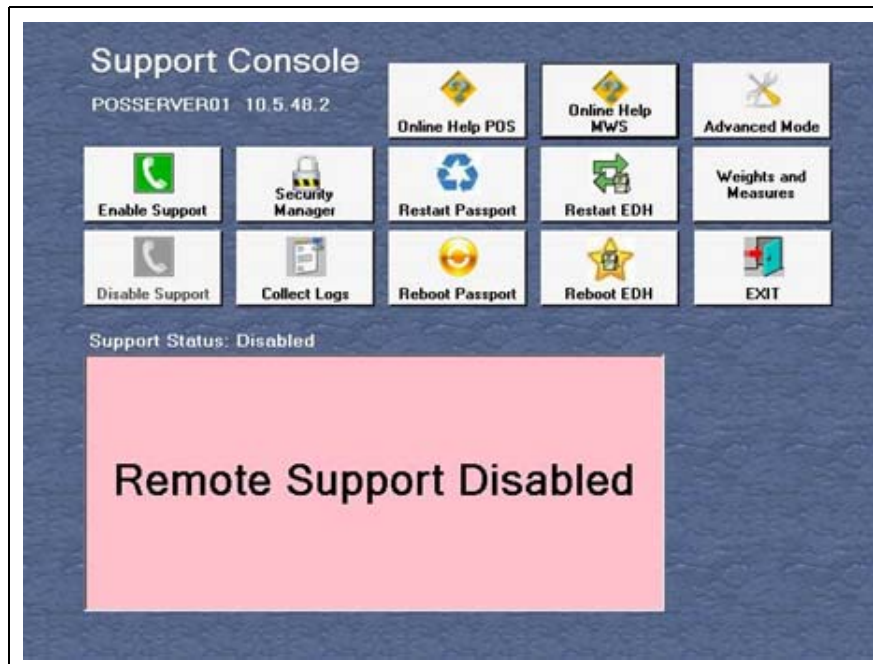 Support Console
POSSERVER01 10.5.48.2
Online Help POS
Online Help
MWS
Advanced Mode
Enable Support
Security
Manager
Restart Passport
Restart EDH
Weights and
Measures
Disable Support
Collect Logs
Reboot Passport
Reboot EDH
EXIT
Support Status: Disabled
Remote Support Disabled